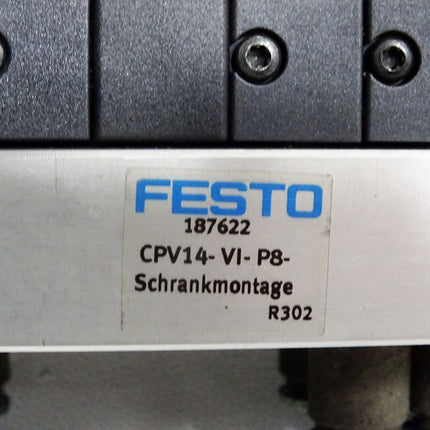 FESTO
187622
CPV14- VI- P8-
Schrankmontage
R302